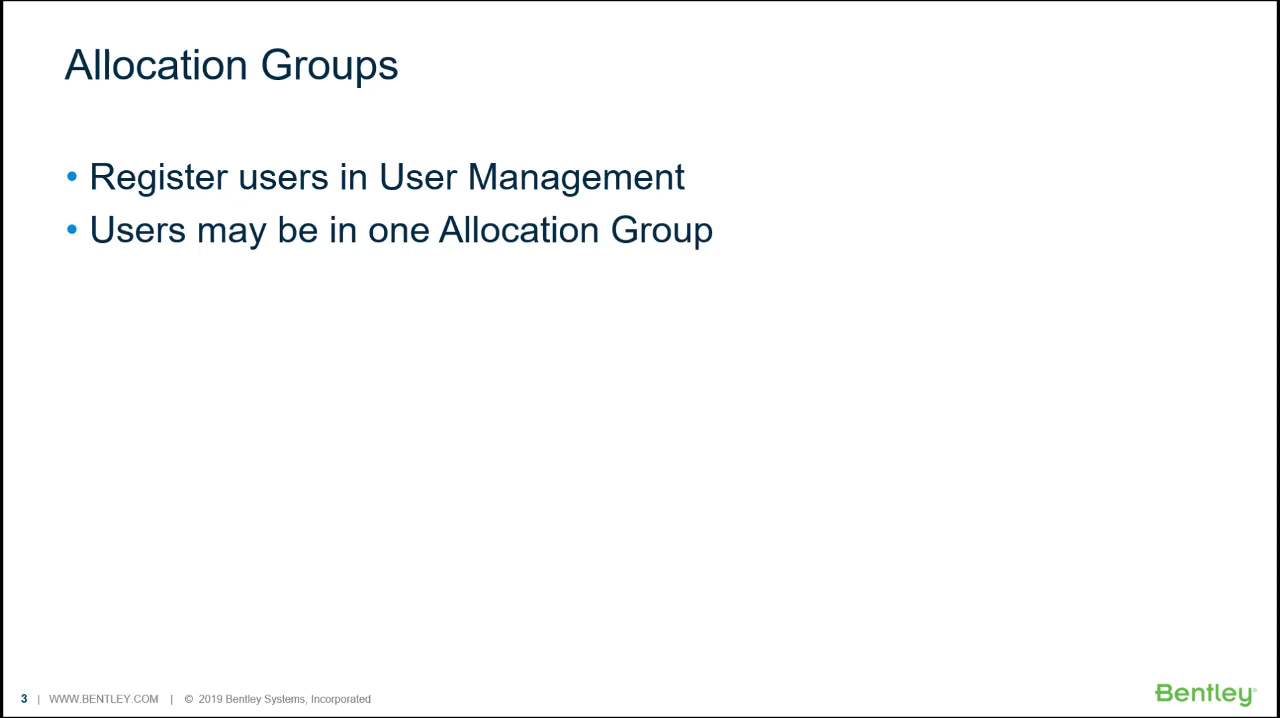 Allocation Groups
• Register users in User Management
• Users may be in one Allocation Group
3 | WWW.BENTLEY.COM | © 2019 Bentley Systems, Incorporated
Bentley®